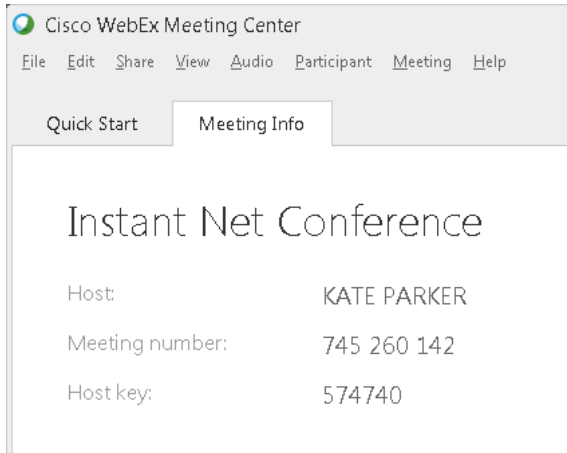 Cisco WebEx Meeting Center
File Edit Share View Audio Participant Meeting Help
Quick Start Meeting Info
Instant Net Conference
Host: KATE PARKER
Meeting number: 745 260 142
Host key: 574740